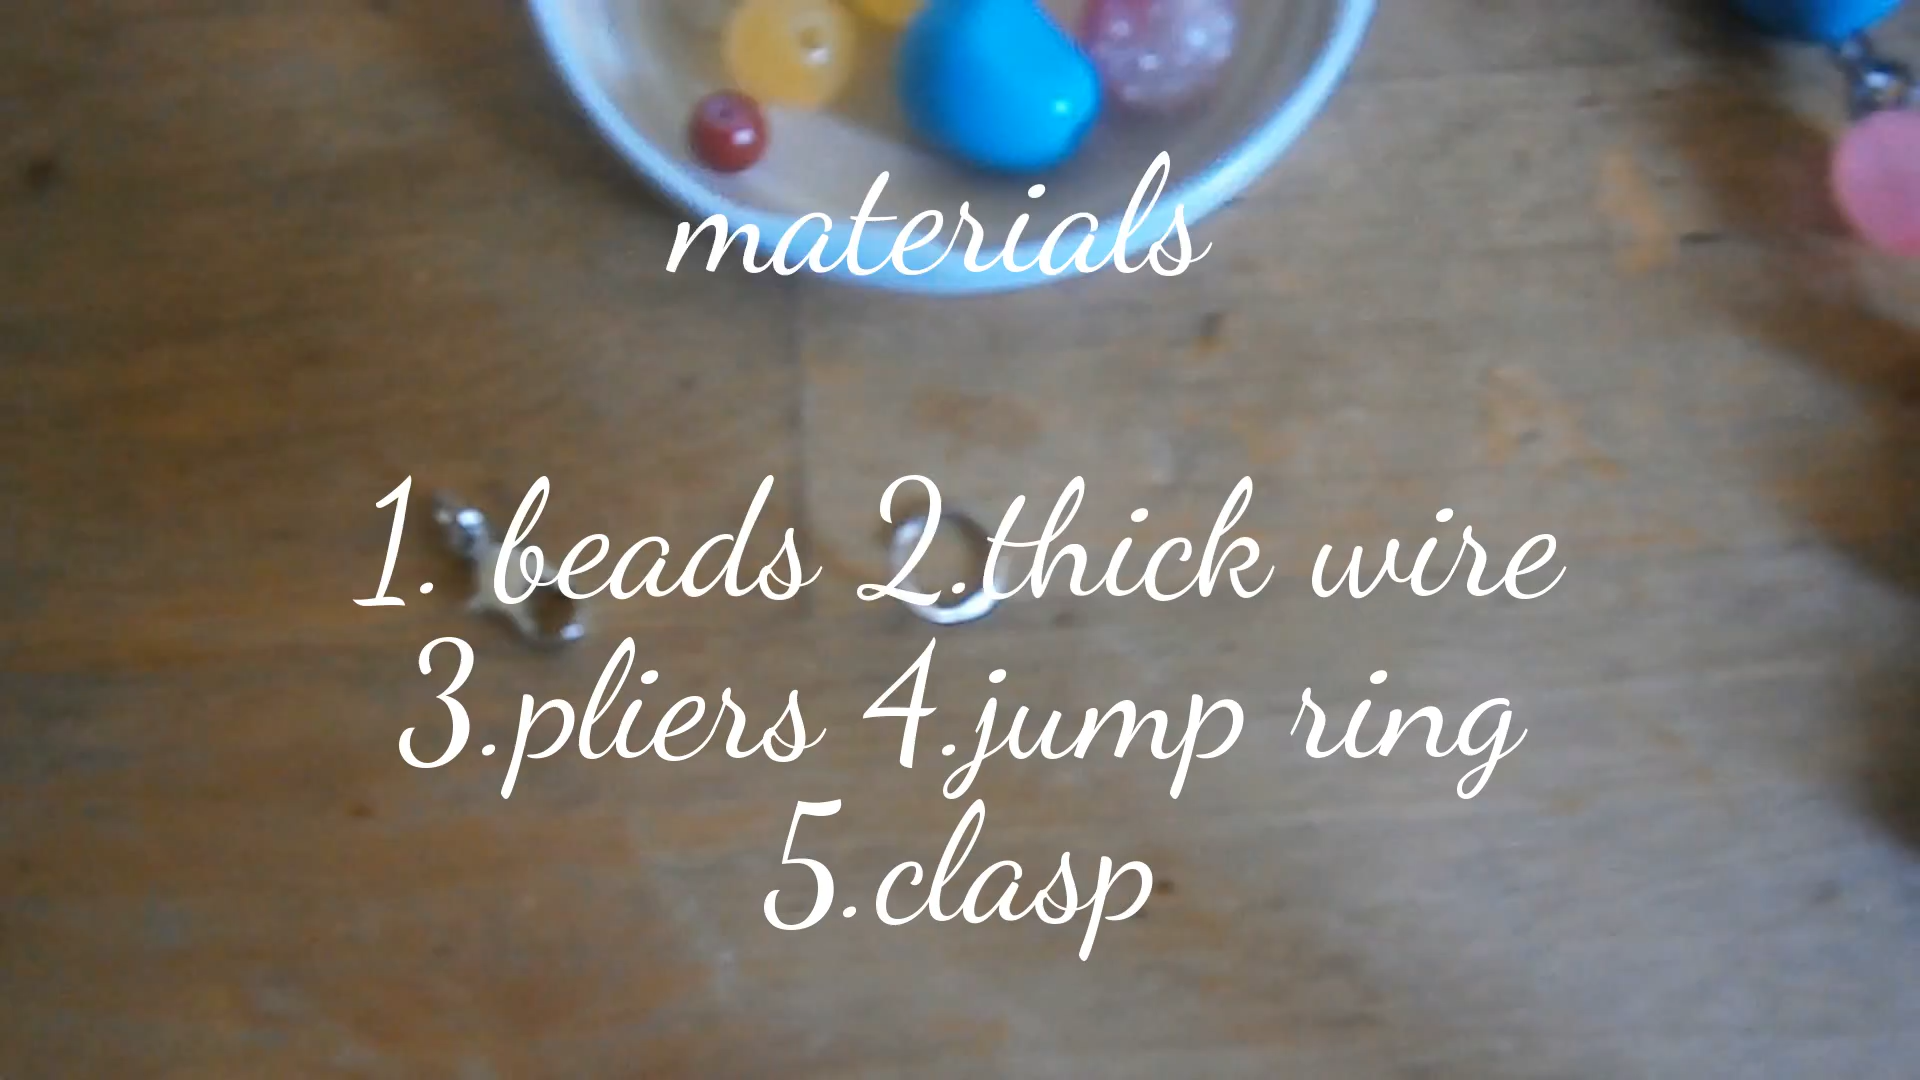 materials
1. beads 2.thick wire
3.pliers 4.jump ring
5.clasp